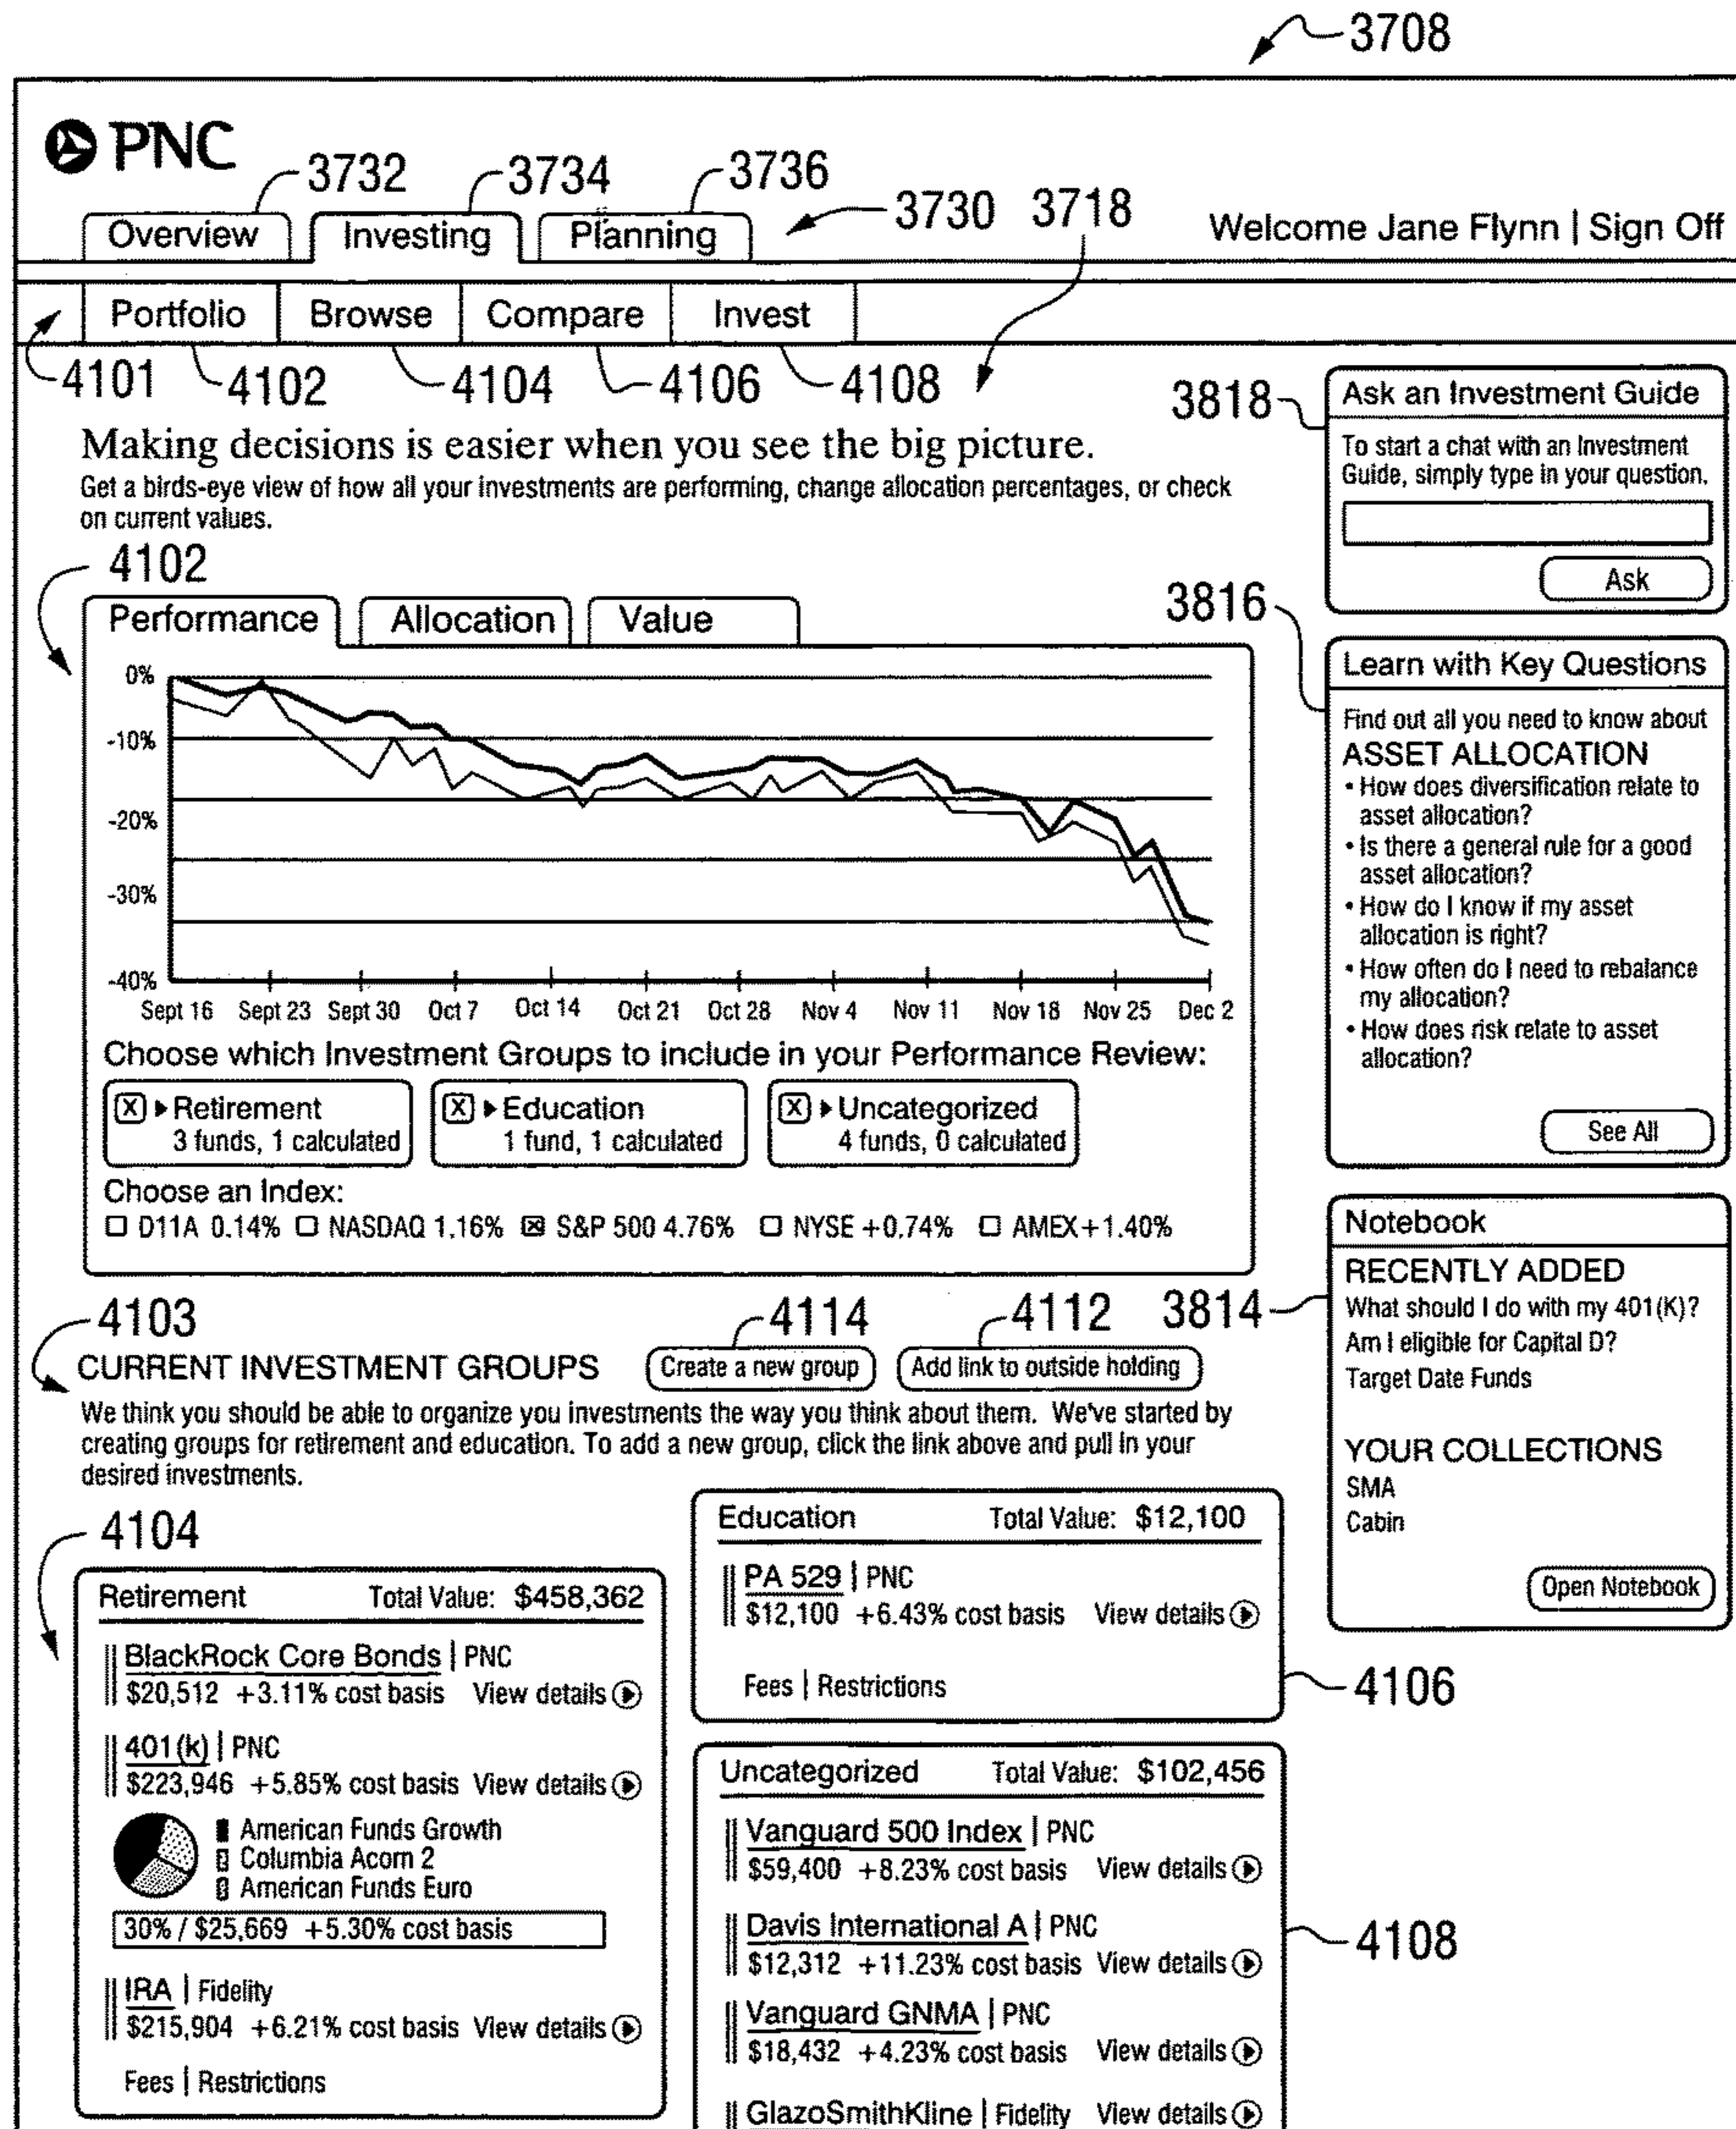 3708
PNC
3732
3734
3736
3730
3718
Overview
Investing
Planning
Welcome Jane Flynn | Sign Off
Portfolio
Browse
Compare
Invest
4101
4102
4104
4106
4108
Making decisions is easier when you see the big picture.
Get a birds-eye view of how all your investments are performing, change allocation percentages, or check
on current values.
3818
Ask an Investment Guide
To start a chat with an Investment
Guide, simply type in your question.
Ask
4102
Performance
Allocation
Value
0%
-10%
-20%
-30%
-40%
Sept 16 Sept 23 Sept 30 Oct 7 Oct 14 Oct 21 Oct 28 Nov 4 Nov 11 Nov 18 Nov 25 Dec 2
Choose which Investment Groups to include in your Performance Review:
X Retirement
3 funds, 1 calculated
X Education
1 fund, 1 calculated
X Uncategorized
4 funds, 0 calculated
Choose an Index:
D11A 0.14% NASDAQ 1.16% S&P 500 4.76% NYSE +0.74% AMEX+1.40%
3816
Learn with Key Questions
Find out all you need to know about
ASSET ALLOCATION
• How does diversification relate to
asset allocation?
• Is there a general rule for a good
asset allocation?
• How do I know if my asset
allocation is right?
• How often do I need to rebalance
my allocation?
• How does risk relate to asset
allocation?
See All
3814
Notebook
RECENTLY ADDED
What should I do with my 401(K)?
Am I eligible for Capital D?
Target Date Funds
YOUR COLLECTIONS
SMA
Cabin
Open Notebook
4103
4114
4112
CURRENT INVESTMENT GROUPS
Create a new group
Add link to outside holding
We think you should be able to organize you investments the way you think about them. We've started by
creating groups for retirement and education. To add a new group, click the link above and pull in your
desired investments.
4104
Retirement Total Value: $458,362
BlackRock Core Bonds | PNC
$20,512 +3.11% cost basis View details
401(k) | PNC
$223,946 +5.85% cost basis View details
American Funds Growth
Columbia Acorn 2
American Funds Euro
30% / $25,669 +5.30% cost basis
IRA | Fidelity
$215,904 +6.21% cost basis View details
Fees | Restrictions
Education Total Value: $12,100
PA 529 | PNC
$12,100 +6.43% cost basis View details
Fees | Restrictions
4106
Uncategorized Total Value: $102,456
Vanguard 500 Index | PNC
$59,400 +8.23% cost basis View details
Davis International A | PNC
$12,312 +11.23% cost basis View details
Vanguard GNMA | PNC
$18,432 +4.23% cost basis View details
GlazoSmithKline | Fidelity View details
4108